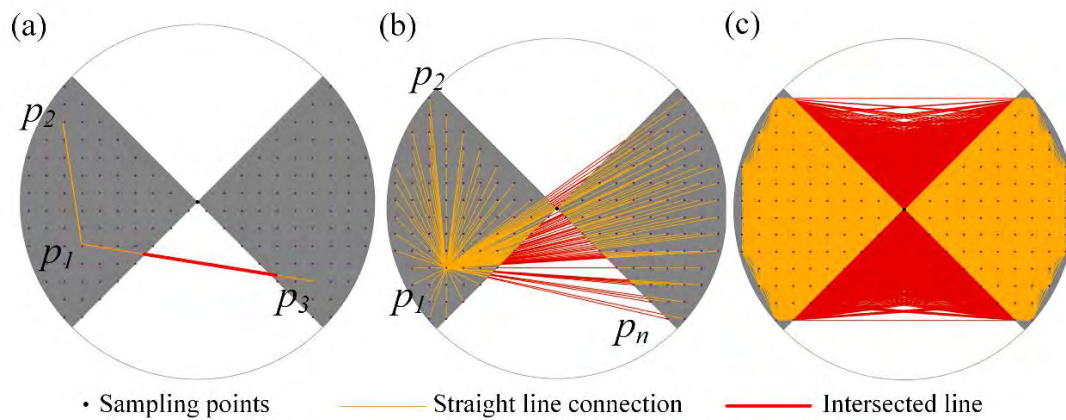 (a)
(b)
(c)
p2
p1
p3
p2
p1
pn
Sampling points
Straight line connection
Intersected line